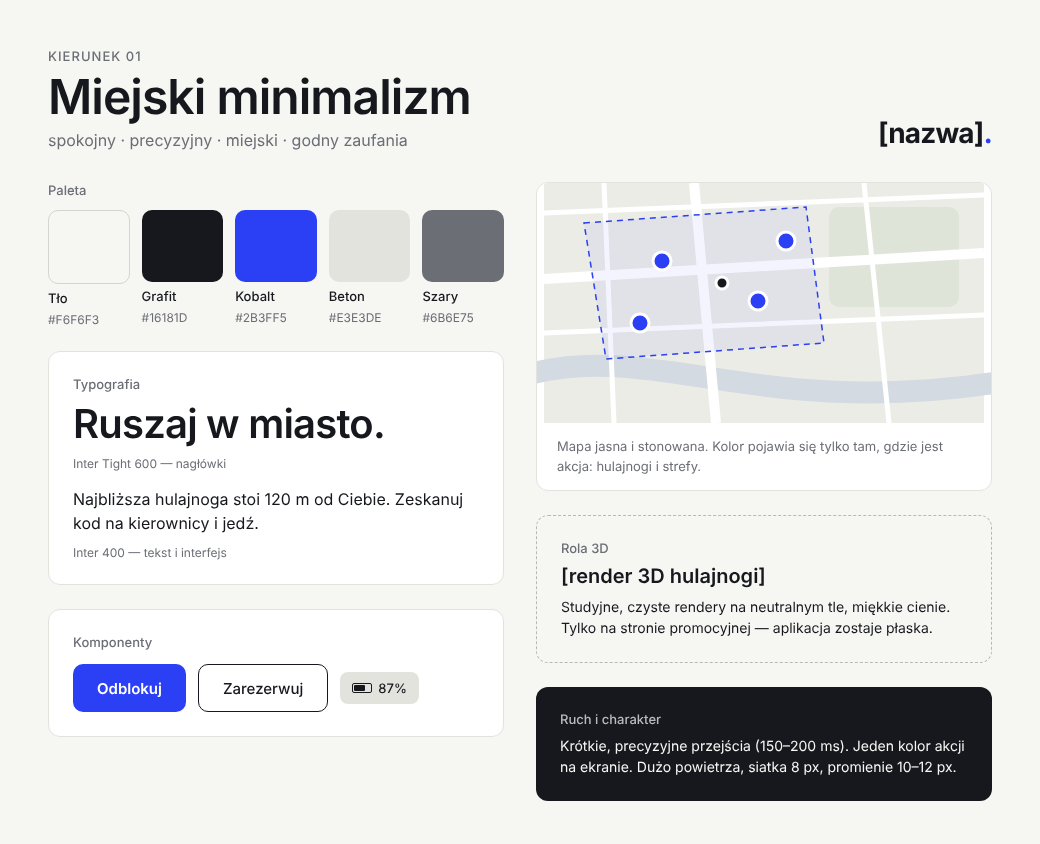 KIERUNEK 01
Miejski minimalizm
spokojny · precyzyjny · miejski · godny zaufania
[nazwa].
Paleta
Tło
#F6F6F3
Grafit
#16181D
Kobalt
#2B3FF5
Beton
#E3E3DE
Szary
#6B6E75
Typografia
Ruszaj w miasto.
Inter Tight 600 — nagłówki
Najbliższa hulajnoga stoi 120 m od Ciebie. Zeskanuj
kod na kierownicy i jedź.
Inter 400 — tekst i interfejs
Komponenty
Odblokuj
Zarezerwuj
87%
Mapa jasna i stonowana. Kolor pojawia się tylko tam, gdzie jest
akcja: hulajnogi i strefy.
Rola 3D
[render 3D hulajnogi]
Studyjne, czyste rendery na neutralnym tle, miękkie cienie.
Tylko na stronie promocyjnej — aplikacja zostaje płaska.
Ruch i charakter
Krótkie, precyzyjne przejścia (150–200 ms). Jeden kolor akcji
na ekranie. Dużo powietrza, siatka 8 px, promienie 10–12 px.